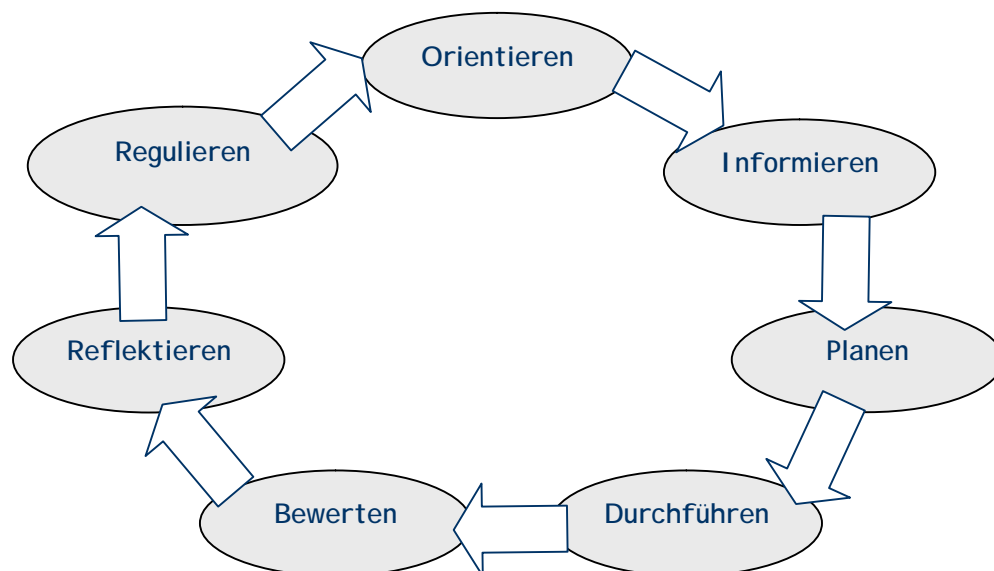 Orientieren
Informieren
Planen
Durchführen
Bewerten
Reflektieren
Regulieren